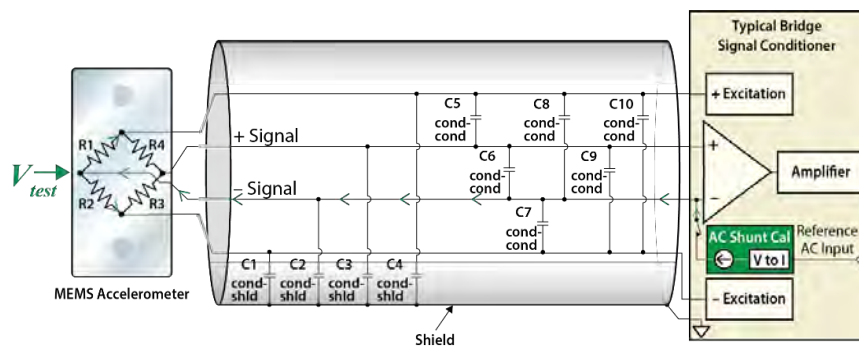 Typical Bridge
Signal Conditioner
C5
cond-
cond
C8
cond-
cond
C10
cond-
cond
+ Excitation
R1
R4
+ Signal
+
C6
cond-
cond
C9
cond-
cond
Amplifier
V test
– Signal
–
R2
R3
C7
cond-
cond
AC Shunt Cal
V to I
Reference
AC Input
C1
cond-
shld
C2
cond-
shld
C3
cond-
shld
C4
cond-
shld
– Excitation
MEMS Accelerometer
Shield